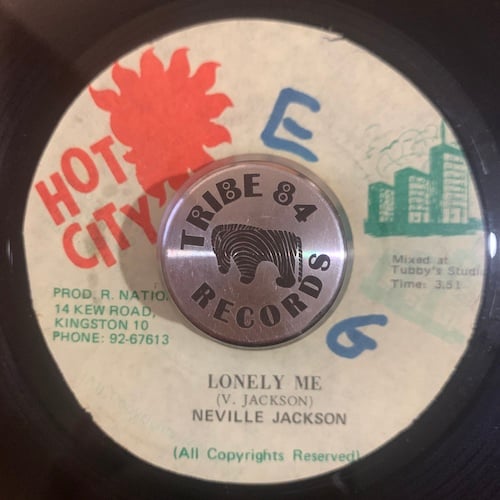 HOT
CITY
E
TRIBE 84
RECORDS
Mixed at
Tubby's Studi
Time: 3.51
PROD. R. NATIO
14 KEW ROAD,
KINGSTON 10
PHONE: 92-67613
G
LONELY ME
(V. JACKSON)
NEVILLE JACKSON
(All Copyrights Reserved)